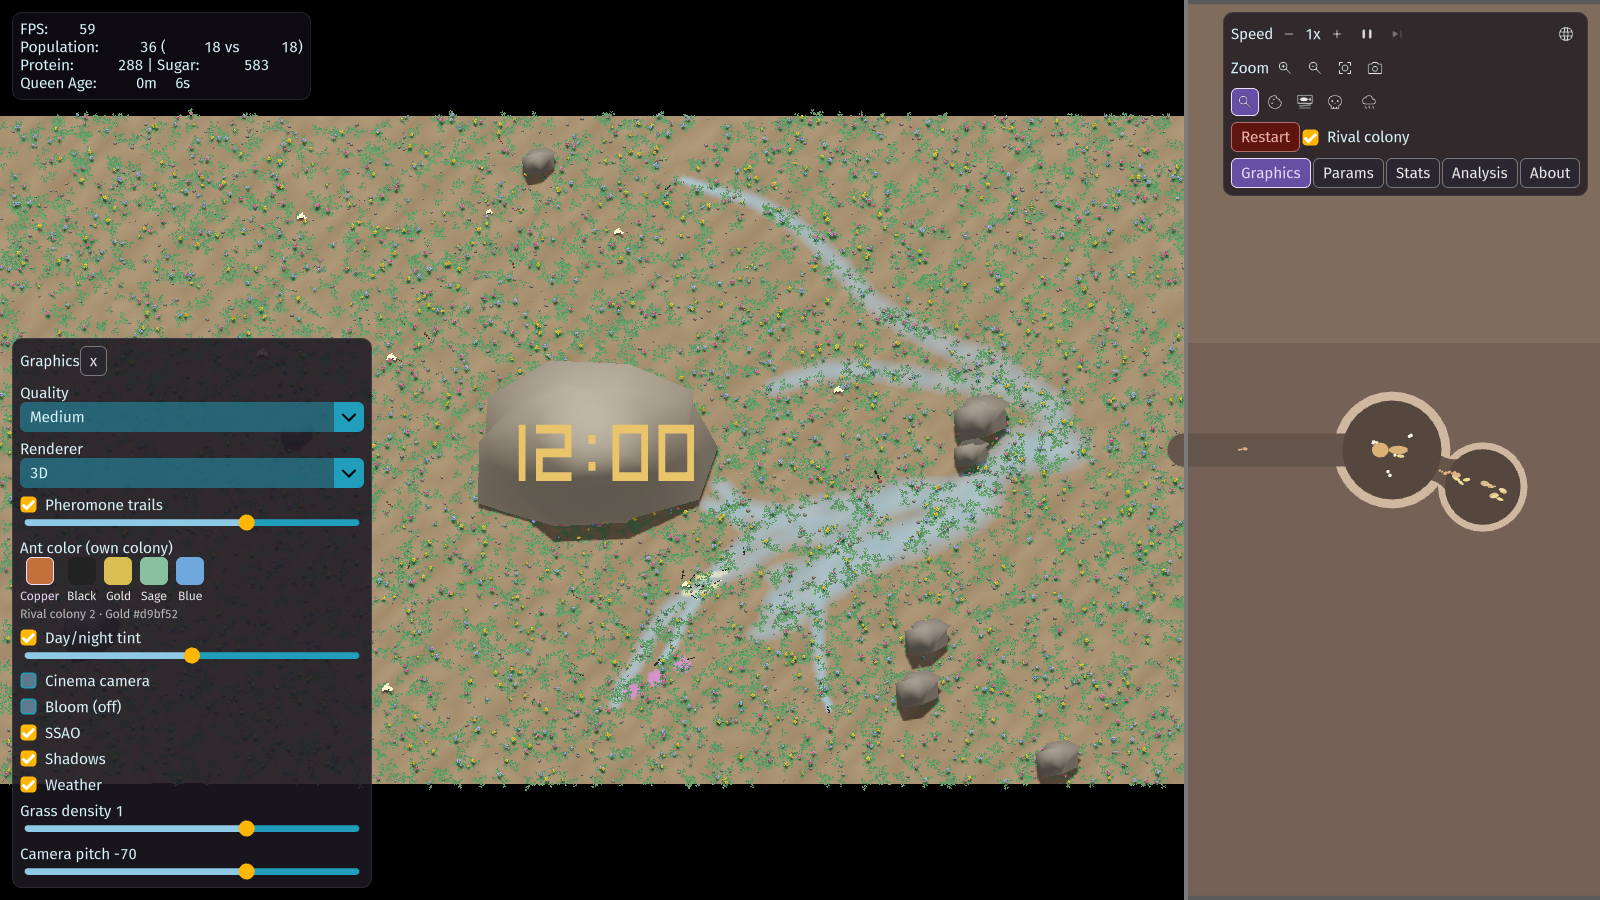 FPS: 59
Population: 36 ( 18 vs 18)
Protein: 288 | Sugar: 583
Queen Age: 0m 6s
Speed − 1x +
Zoom
Restart Rival colony
Graphics Params Stats Analysis About
12:00
Graphics x
Quality
Medium
Renderer
3D
Pheromone trails
Ant color (own colony)
Copper Black Gold Sage Blue
Rival colony 2 · Gold #d9bf52
Day/night tint
Cinema camera
Bloom (off)
SSAO
Shadows
Weather
Grass density 1
Camera pitch -70